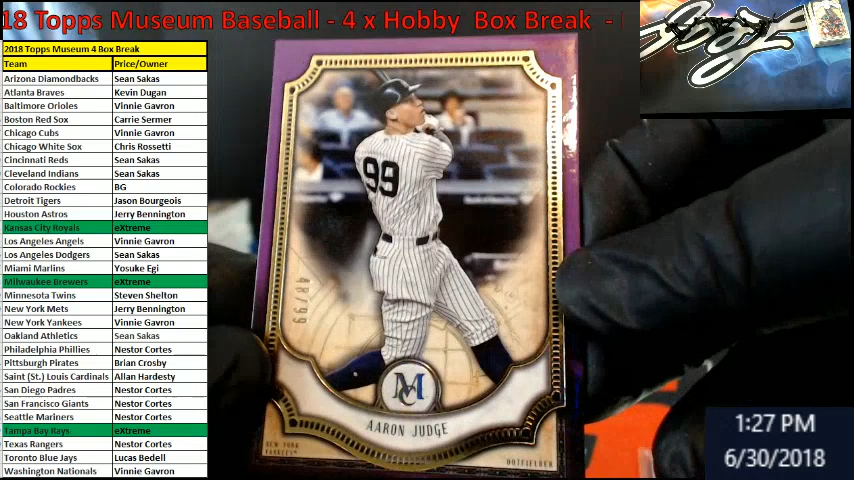 18 Topps Museum Baseball - 4 x Hobby Box Break -
2018 Topps Museum 4 Box Break
Team Price/Owner
Arizona Diamondbacks Sean Sakas
Atlanta Braves Kevin Dugan
Baltimore Orioles Vinnie Gavron
Boston Red Sox Carrie Sermer
Chicago Cubs Vinnie Gavron
Chicago White Sox Chris Rossetti
Cincinnati Reds Sean Sakas
Cleveland Indians Sean Sakas
Colorado Rockies BG
Detroit Tigers Jason Bourgeois
Houston Astros Jerry Bennington
Kansas City Royals eXtreme
Los Angeles Angels Vinnie Gavron
Los Angeles Dodgers Sean Sakas
Miami Marlins Yosuke Egi
Milwaukee Brewers eXtreme
Minnesota Twins Steven Shelton
New York Mets Jerry Bennington
New York Yankees Vinnie Gavron
Oakland Athletics Sean Sakas
Philadelphia Phillies Nestor Cortes
Pittsburgh Pirates Brian Crosby
Saint (St.) Louis Cardinals Allan Hardesty
San Diego Padres Nestor Cortes
San Francisco Giants Nestor Cortes
Seattle Mariners Nestor Cortes
Tampa Bay Rays eXtreme
Texas Rangers Nestor Cortes
Toronto Blue Jays Lucas Bedell
Washington Nationals Vinnie Gavron
99
48/99
MC
AARON JUDGE
NEW YORK
YANKEES
OUTFIELDER
1:27 PM
6/30/2018